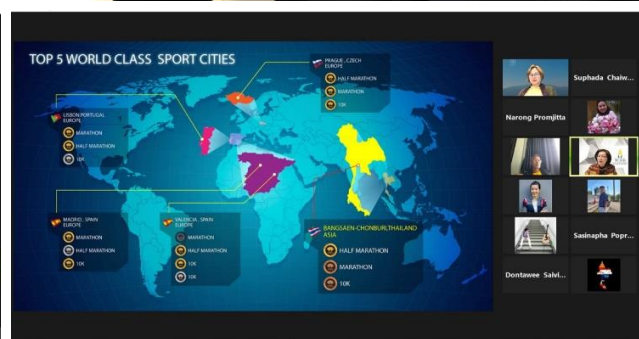 TOP 5 WORLD CLASS SPORT CITIES
PRAGUE , CZECH
EUROPE
HALF MARATHON
MARATHON
10K
LISBON,PORTUGAL
EUROPE
MARATHON
HALF MARATHON
10K
MADRID , SPAIN
EUROPE
MARATHON
HALF MARATHON
10K
VALENCIA , SPAIN
EUROPE
MARATHON
HALF MARATHON
10K
10K
BANGSAEN-CHONBURI,THAILAND
ASIA
HALF MARATHON
MARATHON
10K
Suphada Chaiw...
Narong Promjitta
Sasinapha Popr...
Dontawee Saivi...